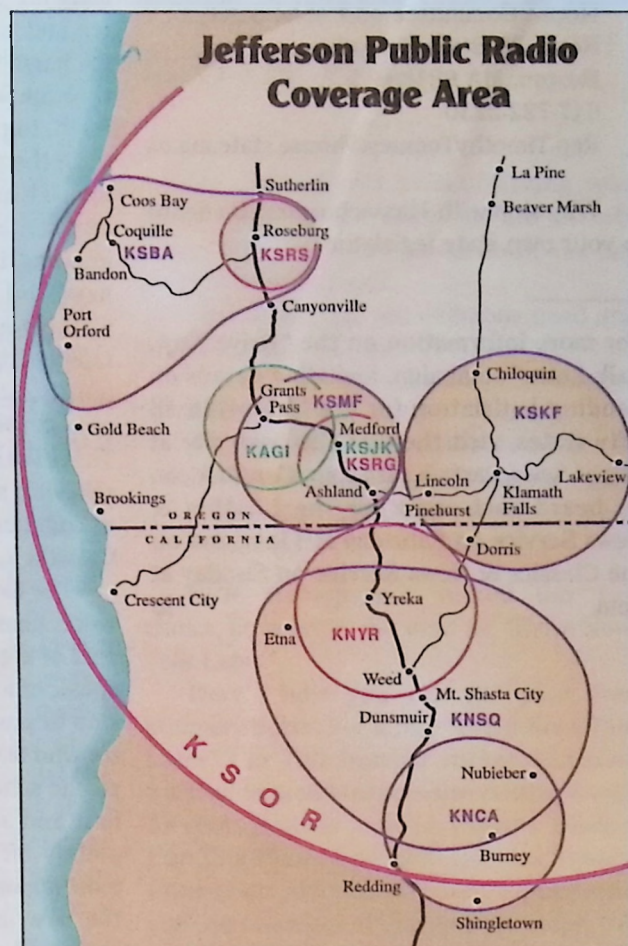 Jefferson Public Radio
Coverage Area
La Pine
Sutherlin
Beaver Marsh
Coos Bay
Coquille
KSBA
Roseburg
KSRS
Bandon
Canyonville
Port
Orford
Chiloquin
Grants
Pass
KSMF
KSKF
Gold Beach
Medford
KAGI
KSJK
KSRG
Lakeview
Ashland
Lincoln
Klamath
Falls
Pinehurst
Brookings
OREGON
CALIFORNIA
Dorris
Crescent City
Yreka
Etna
KNYR
Weed
Mt. Shasta City
Dunsmuir
KNSQ
KSOR
Nubieber
KNCA
Burney
Redding
Shingletown